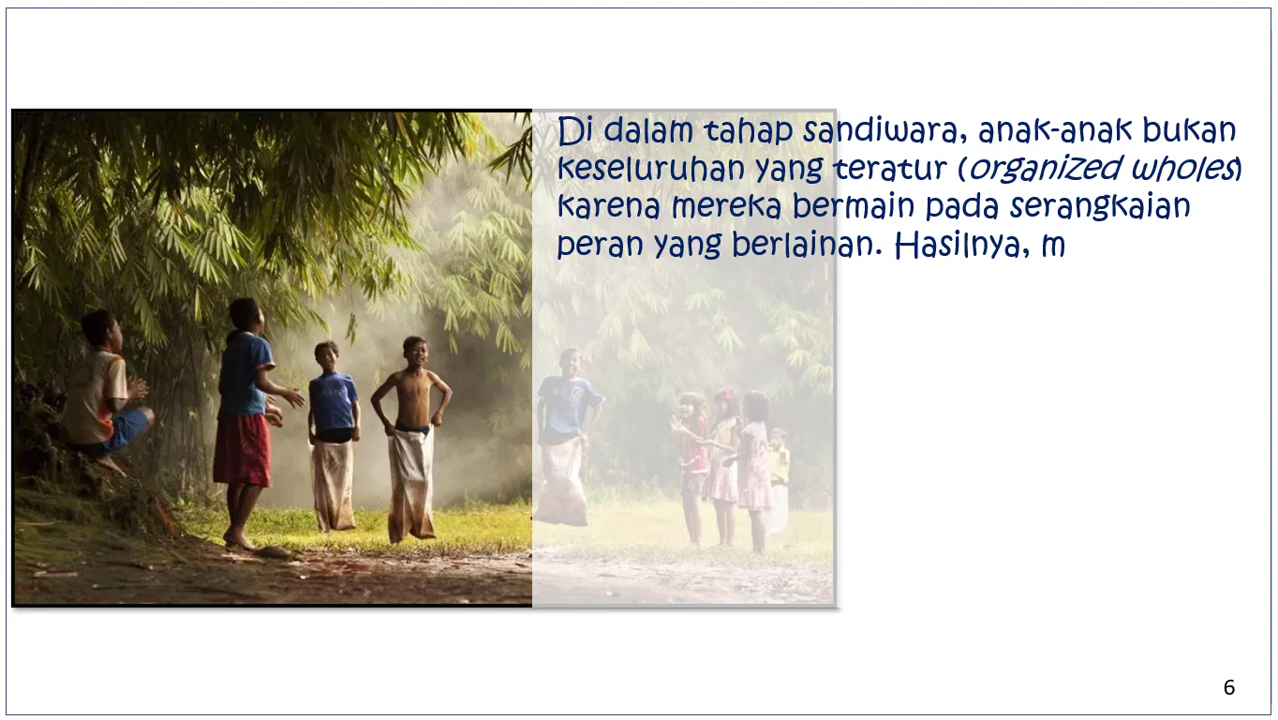 Di dalam tahap sandiwara, anak-anak bukan
keseluruhan yang teratur (organized wholes)
karena mereka bermain pada serangkaian
peran yang berlainan. Hasilnya, m
6